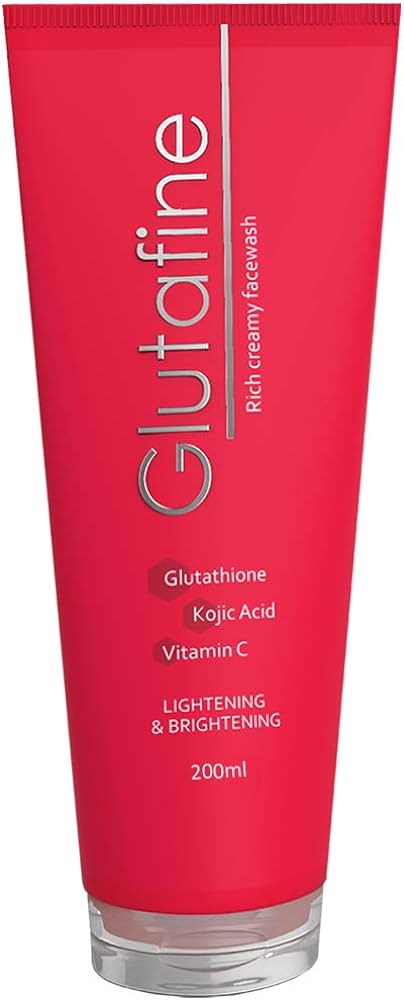 Glutafine
Rich creamy facewash
Glutathione
Kojic Acid
Vitamin C
LIGHTENING
& BRIGHTENING
200ml